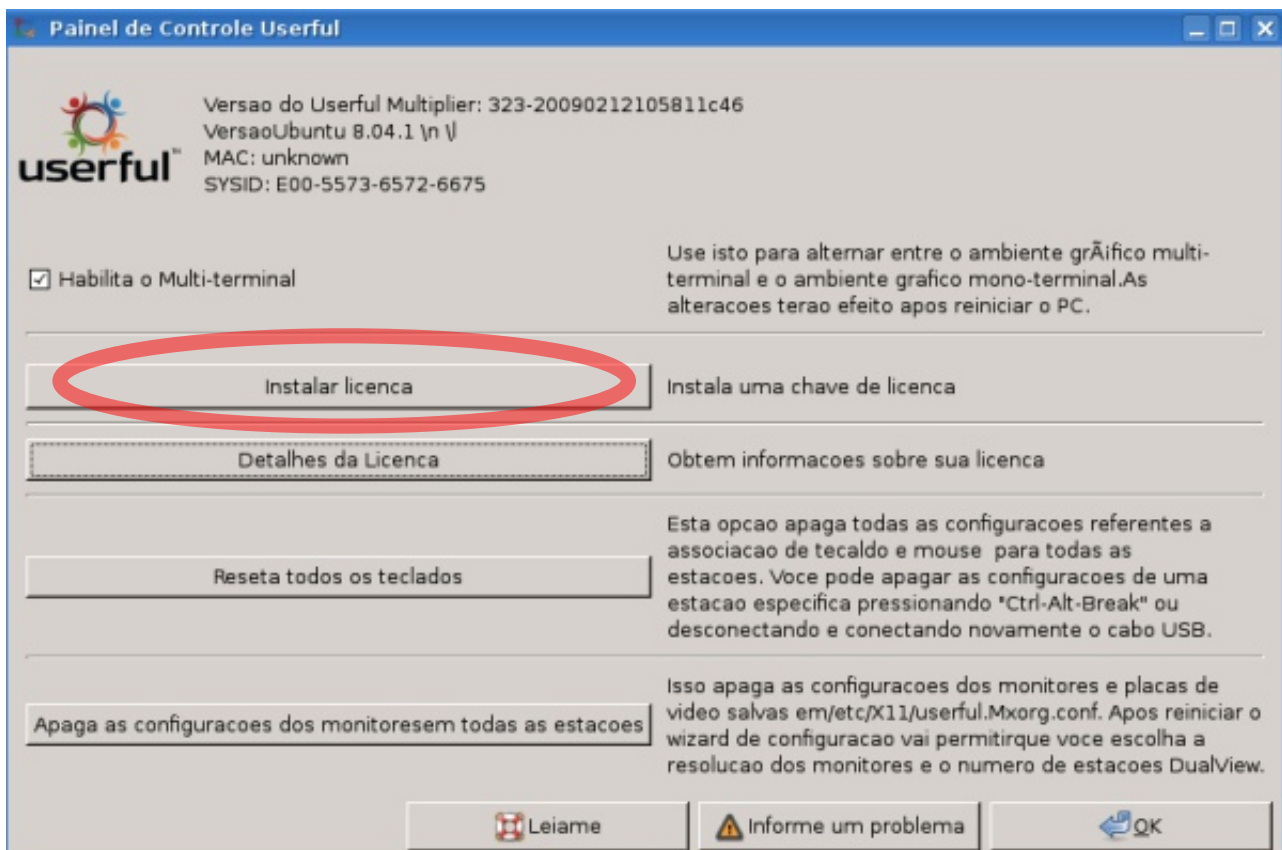 Painel de Controle Userful
userful™
Versao do Userful Multiplier: 323-20090212105811c46
VersaoUbuntu 8.04.1 \n \l
MAC: unknown
SYSID: E00-5573-6572-6675
Habilita o Multi-terminal
Use isto para alternar entre o ambiente grÃifico multi-
terminal e o ambiente grafico mono-terminal.As
alteracoes terao efeito apos reiniciar o PC.
Instalar licenca
Instala uma chave de licenca
Detalhes da Licenca
Obtem informacoes sobre sua licenca
Reseta todos os teclados
Esta opcao apaga todas as configuracoes referentes a
associacao de tecaldo e mouse  para todas as
estacoes. Voce pode apagar as configuracoes de uma
estacao especifica pressionando "Ctrl-Alt-Break" ou
desconectando e conectando novamente o cabo USB.
Apaga as configuracoes dos monitoresem todas as estacoes
Isso apaga as configuracoes dos monitores e placas de
video salvas em/etc/X11/userful.Mxorg.conf. Apos reiniciar o
wizard de configuracao vai permitirque voce escolha a
resolucao dos monitores e o numero de estacoes DualView.
Leiame
Informe um problema
OK